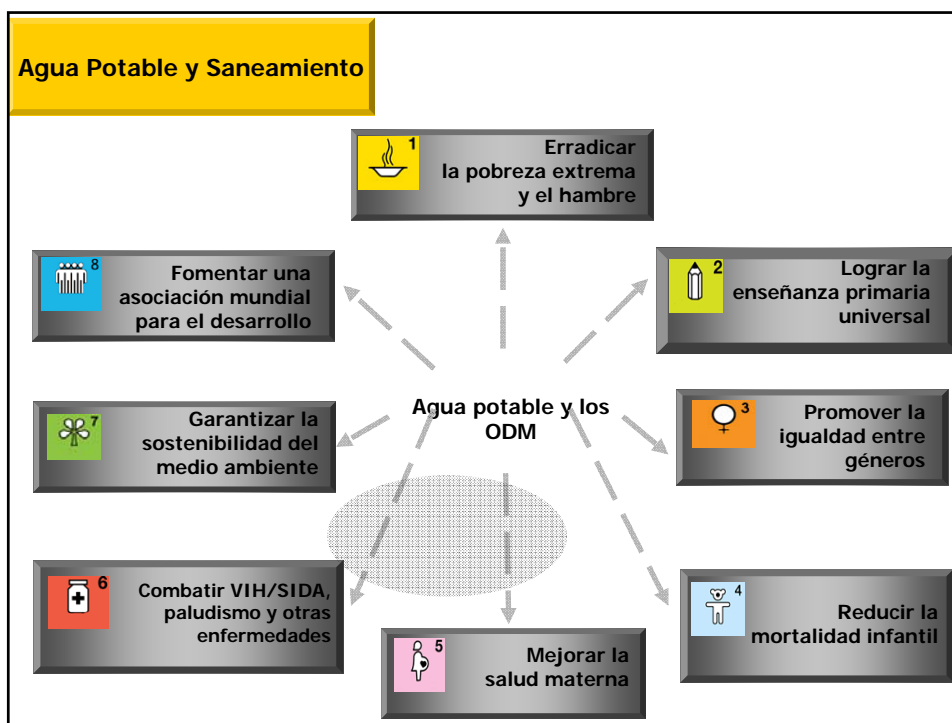 Agua Potable y Saneamiento
1
Erradicar
la pobreza extrema
y el hambre
8
Fomentar una
asociación mundial
para el desarrollo
2
Lograr la
enseñanza primaria
universal
Agua potable y los
ODM
7
Garantizar la
sostenibilidad del
medio ambiente
3
Promover la
igualdad entre
géneros
6
Combatir VIH/SIDA,
paludismo y otras
enfermedades
5
Mejorar la
salud materna
4
Reducir la
mortalidad infantil